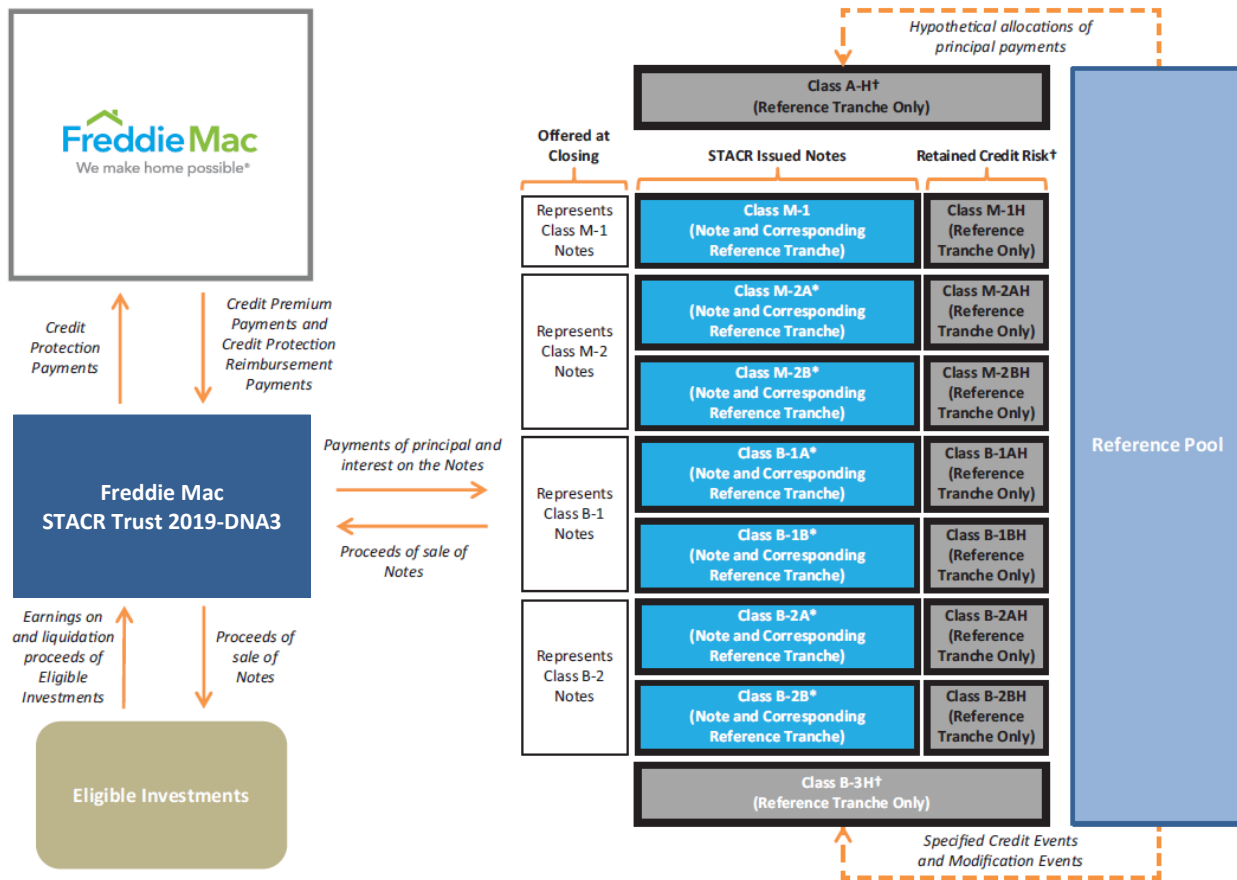 Freddie Mac
We make home possible®
Credit
Protection
Payments
Credit Premium
Payments and
Credit Protection
Reimbursement
Payments
Freddie Mac
STACR Trust 2019-DNA3
Payments of principal and
interest on the Notes
Proceeds of sale of
Notes
Earnings on
and liquidation
proceeds of
Eligible
Investments
Proceeds of
sale of
Notes
Eligible Investments
Hypothetical allocations of
principal payments
Class A-H†
(Reference Tranche Only)
Offered at
Closing
STACR Issued Notes
Retained Credit Risk†
Represents
Class M-1
Notes
Class M-1
(Note and Corresponding
Reference Tranche)
Class M-1H
(Reference
Tranche Only)
Represents
Class M-2
Notes
Class M-2A*
(Note and Corresponding
Reference Tranche)
Class M-2AH
(Reference
Tranche Only)
Class M-2B*
(Note and Corresponding
Reference Tranche)
Class M-2BH
(Reference
Tranche Only)
Represents
Class B-1
Notes
Class B-1A*
(Note and Corresponding
Reference Tranche)
Class B-1AH
(Reference
Tranche Only)
Class B-1B*
(Note and Corresponding
Reference Tranche)
Class B-1BH
(Reference
Tranche Only)
Represents
Class B-2
Notes
Class B-2A*
(Note and Corresponding
Reference Tranche)
Class B-2AH
(Reference
Tranche Only)
Class B-2B*
(Note and Corresponding
Reference Tranche)
Class B-2BH
(Reference
Tranche Only)
Class B-3H†
(Reference Tranche Only)
Reference Pool
Specified Credit Events
and Modification Events